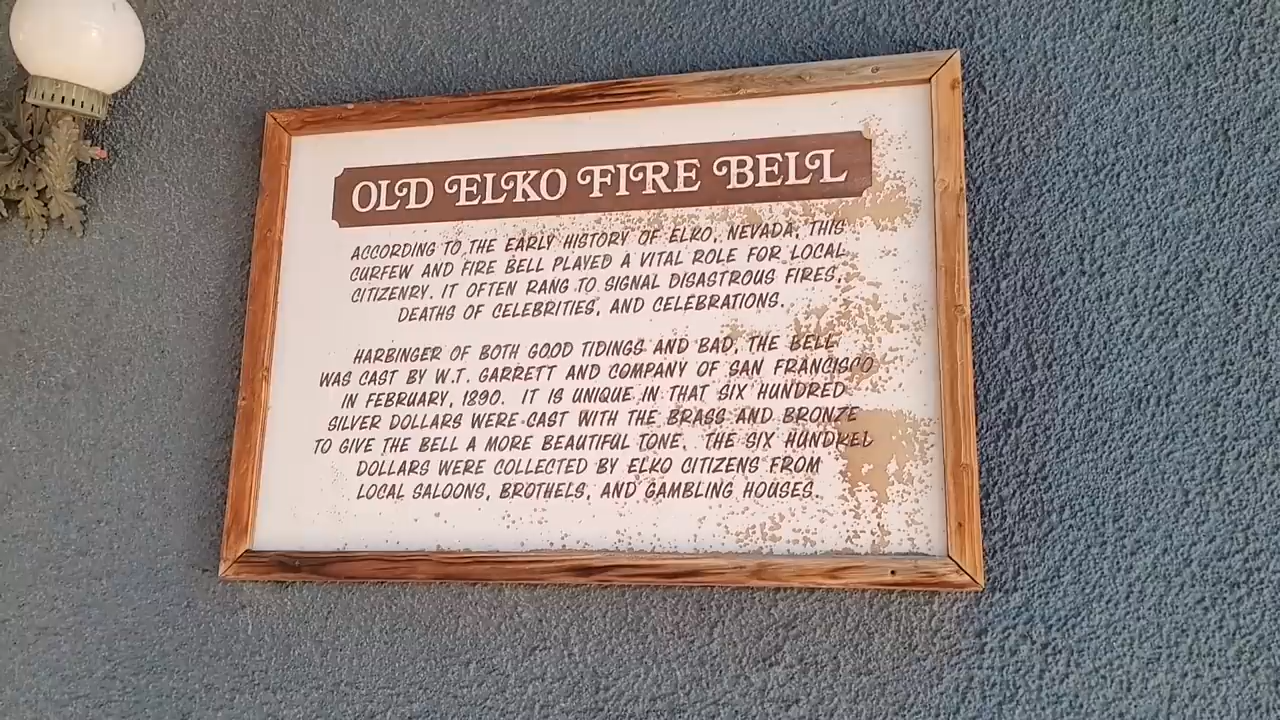 OLD ELKO FIRE BELL
ACCORDING TO THE EARLY HISTORY OF ELKO, NEVADA, THIS
CURFEW AND FIRE BELL PLAYED A VITAL ROLE FOR LOCAL
CITIZENRY. IT OFTEN RANG TO SIGNAL DISASTROUS FIRES,
DEATHS OF CELEBRITIES, AND CELEBRATIONS.
HARBINGER OF BOTH GOOD TIDINGS AND BAD, THE BELL
WAS CAST BY W.T. GARRETT AND COMPANY OF SAN FRANCISCO
IN FEBRUARY, 1890. IT IS UNIQUE IN THAT SIX HUNDRED
SILVER DOLLARS WERE CAST WITH THE BRASS AND BRONZE
TO GIVE THE BELL A MORE BEAUTIFUL TONE. THE SIX HUNDRED
DOLLARS WERE COLLECTED BY ELKO CITIZENS FROM
LOCAL SALOONS, BROTHELS, AND GAMBLING HOUSES.